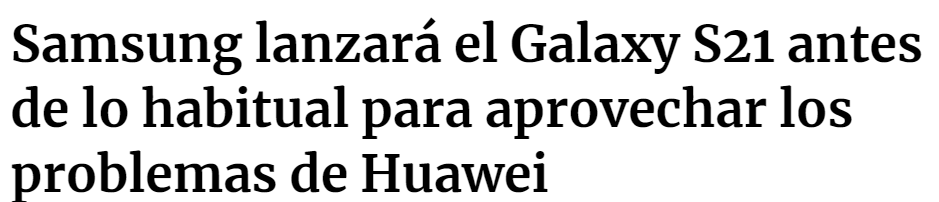 Samsung lanzará el Galaxy S21 antes
de lo habitual para aprovechar los
problemas de Huawei